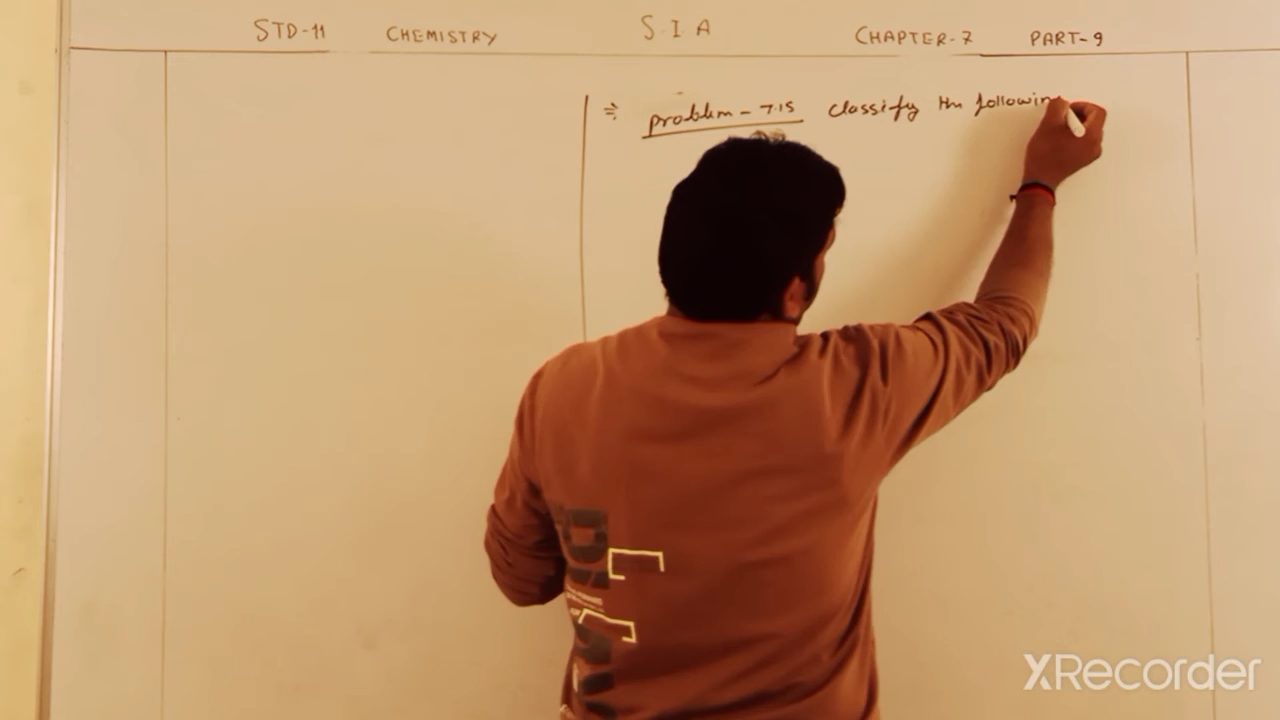 STD-11 CHEMISTRY S.I.A CHAPTER-7 PART-9
⇒ problem - 7.15 classify the following
XRecorder